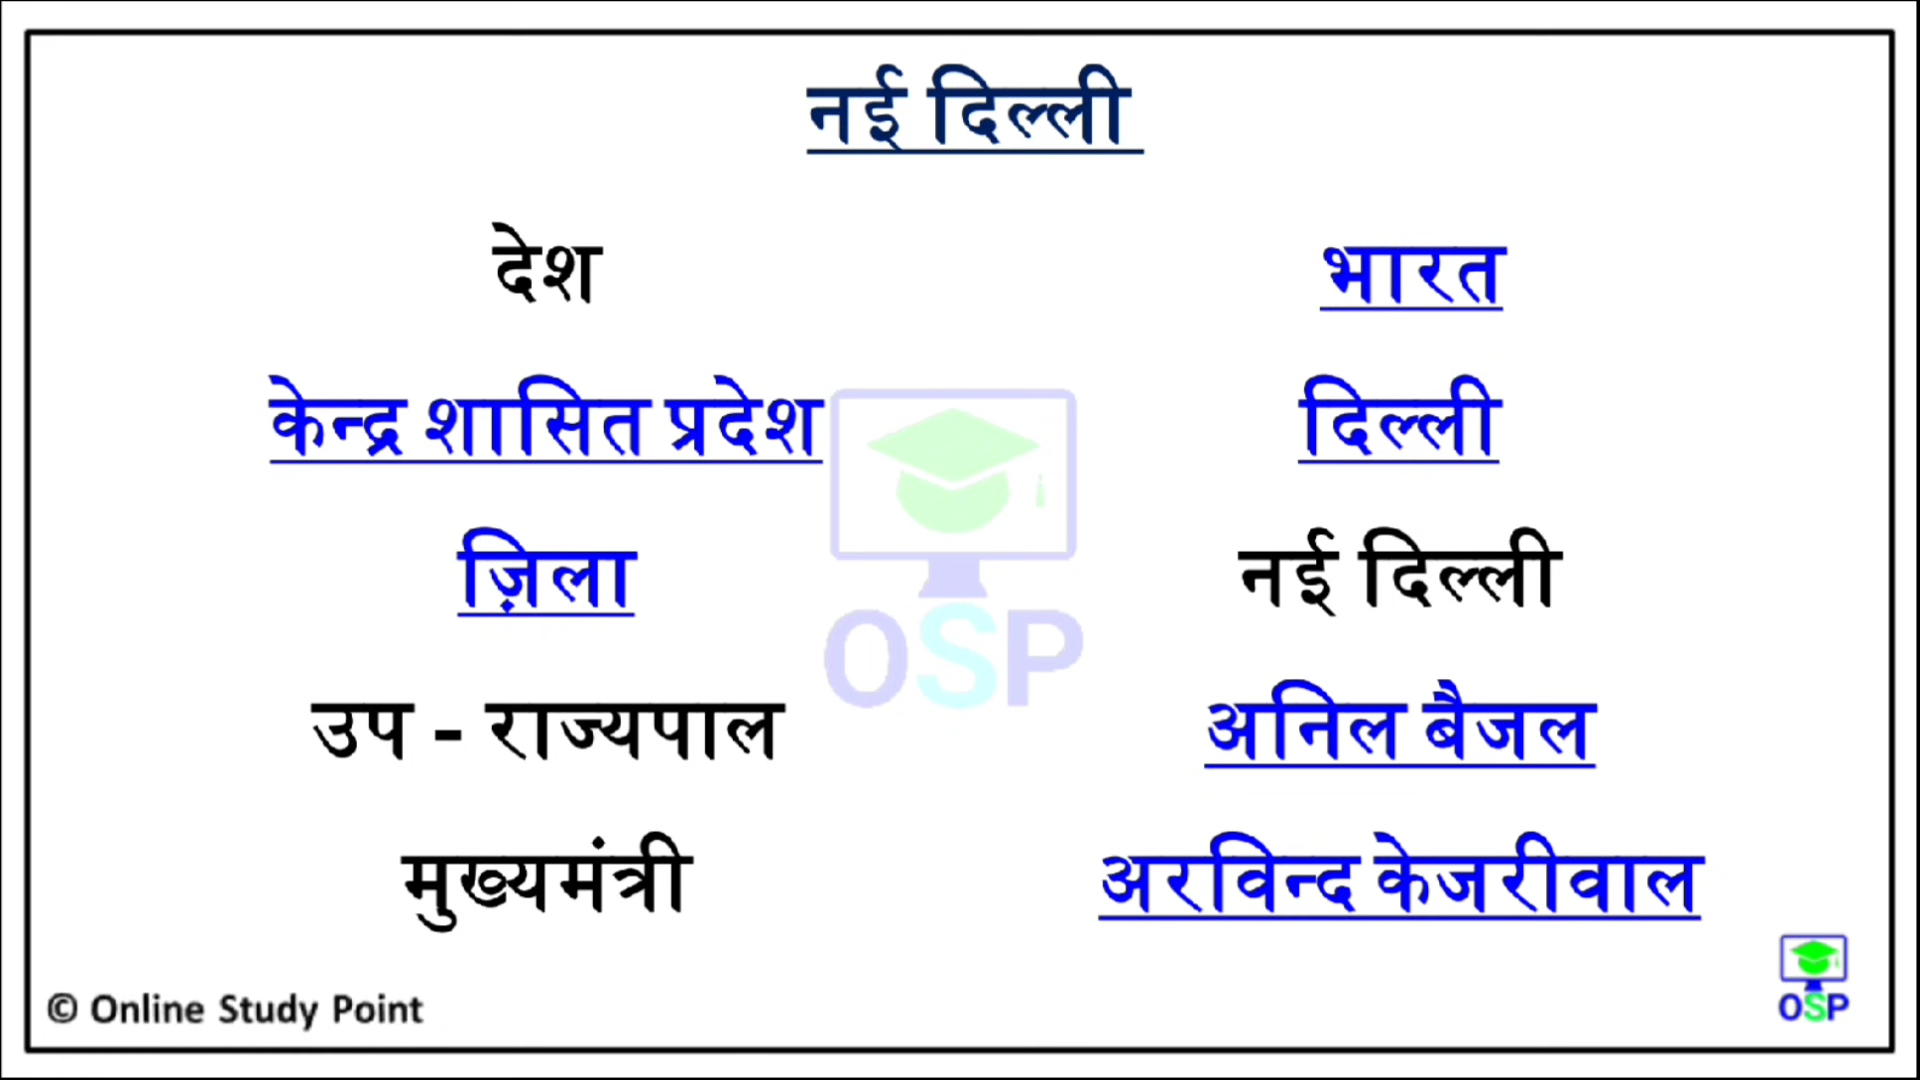 नई दिल्ली
देश भारत
केन्द्र शासित प्रदेश दिल्ली
ज़िला नई दिल्ली
उप - राज्यपाल अनिल बैजल
मुख्यमंत्री अरविन्द केजरीवाल
OSP
© Online Study Point
OSP